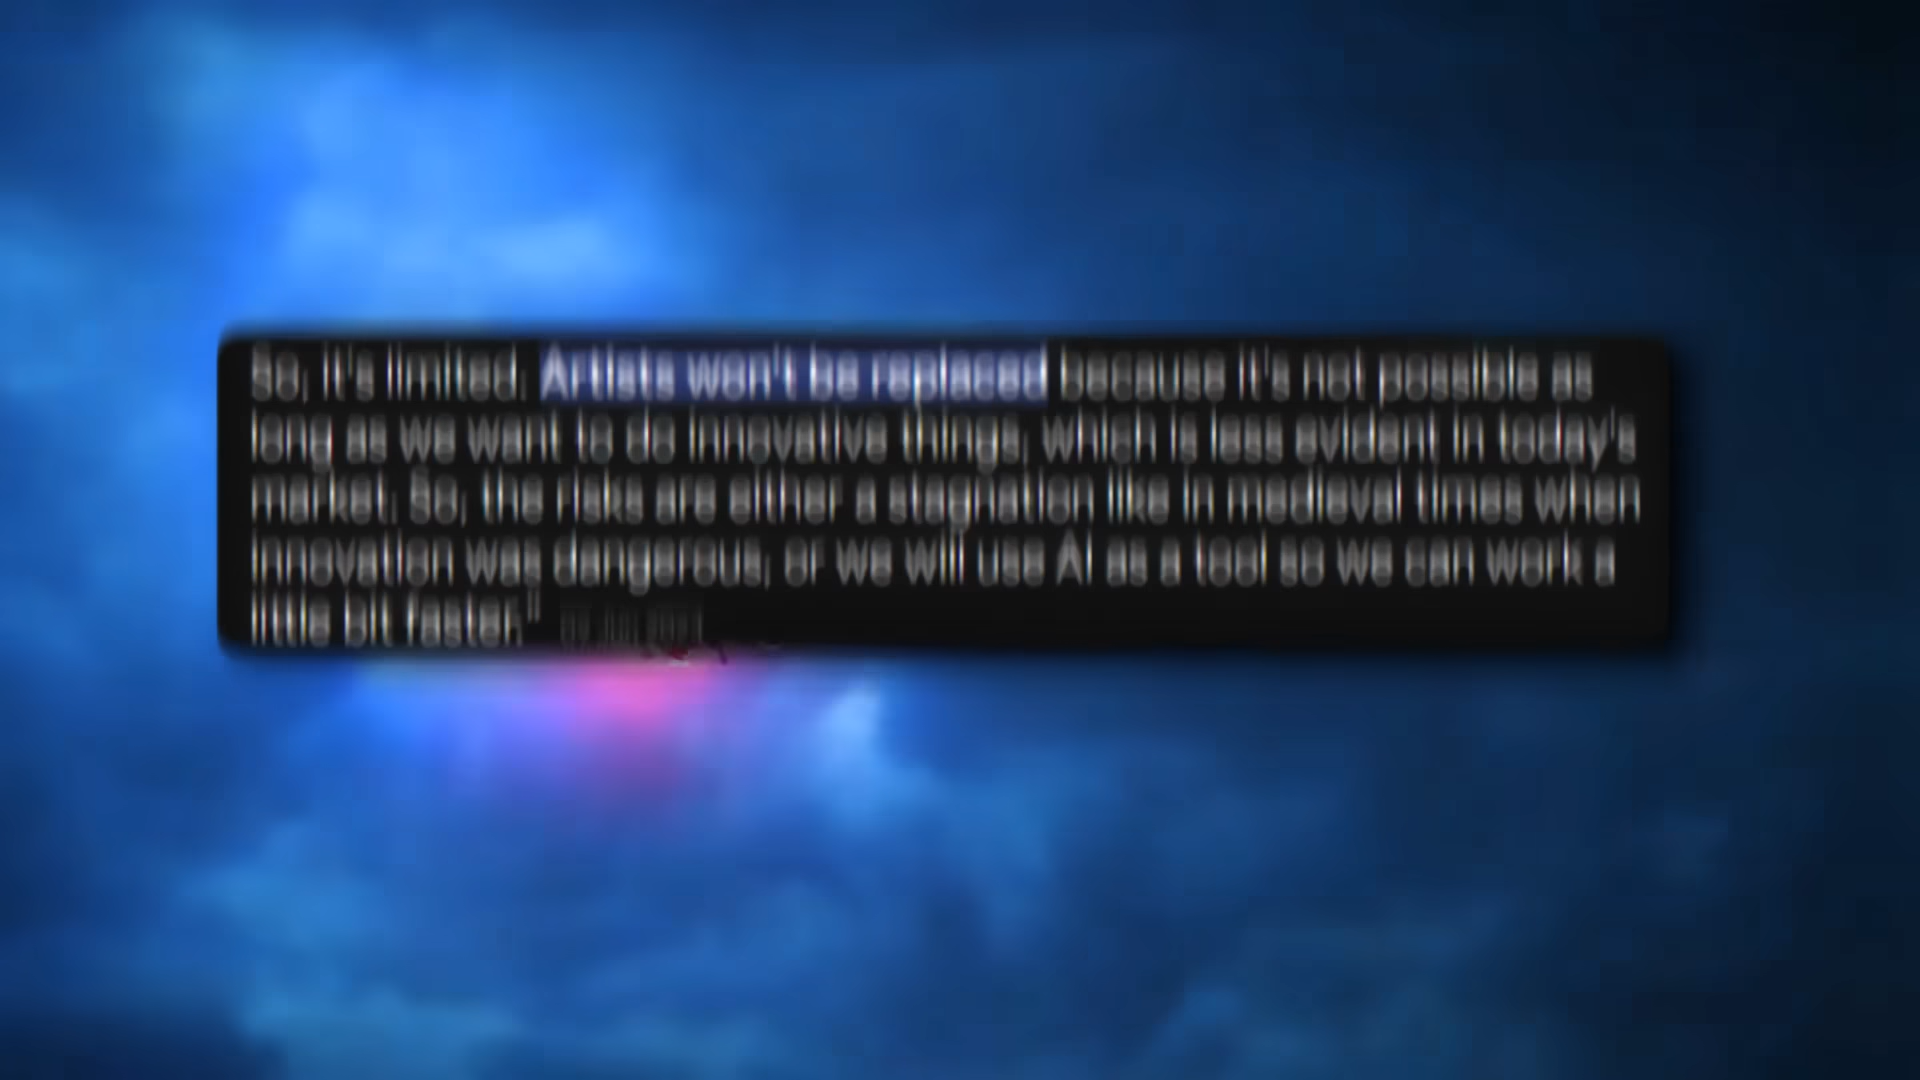 So, it's limited. Artists won't be replaced because it's not possible as
long as we want to do innovative things, which is less evident in today's
market. So, the risks are either a stagnation like in medieval times when
innovation was dangerous, or we will use AI as a tool so we can work a
little bit faster."